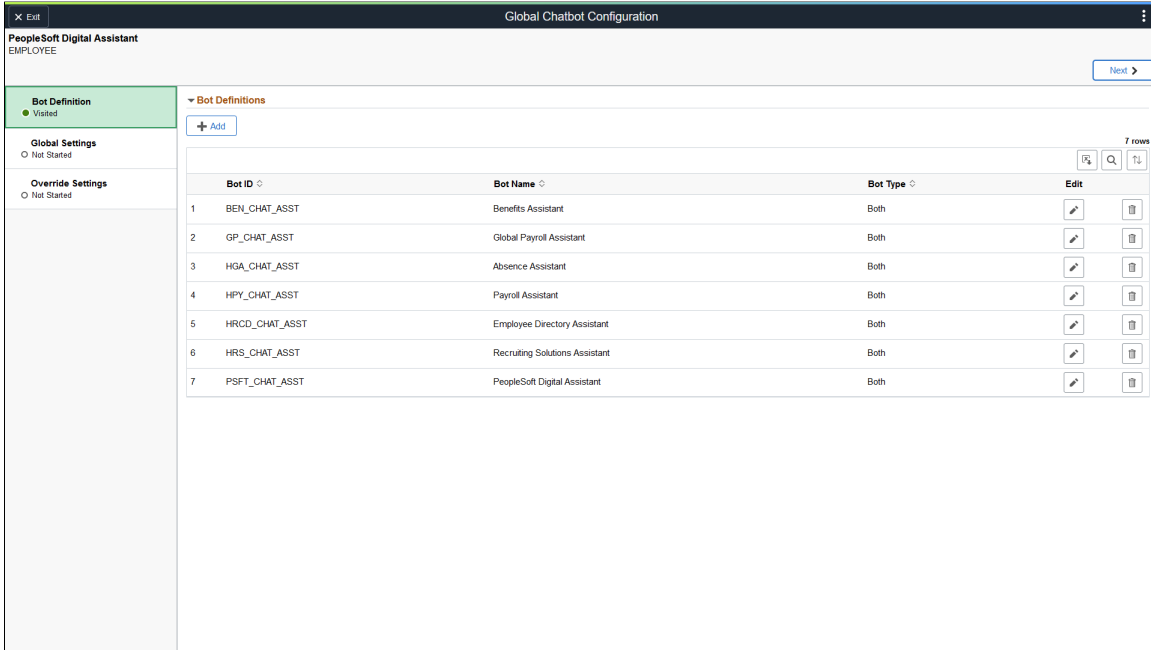 Exit
Global Chatbot Configuration
PeopleSoft Digital Assistant
EMPLOYEE
Next
Bot Definition
Visited
Global Settings
Not Started
Override Settings
Not Started
Bot Definitions
Add
7 rows
Bot ID Bot Name Bot Type Edit
1 BEN_CHAT_ASST Benefits Assistant Both
2 GP_CHAT_ASST Global Payroll Assistant Both
3 HGA_CHAT_ASST Absence Assistant Both
4 HPY_CHAT_ASST Payroll Assistant Both
5 HRCD_CHAT_ASST Employee Directory Assistant Both
6 HRS_CHAT_ASST Recruiting Solutions Assistant Both
7 PSFT_CHAT_ASST PeopleSoft Digital Assistant Both